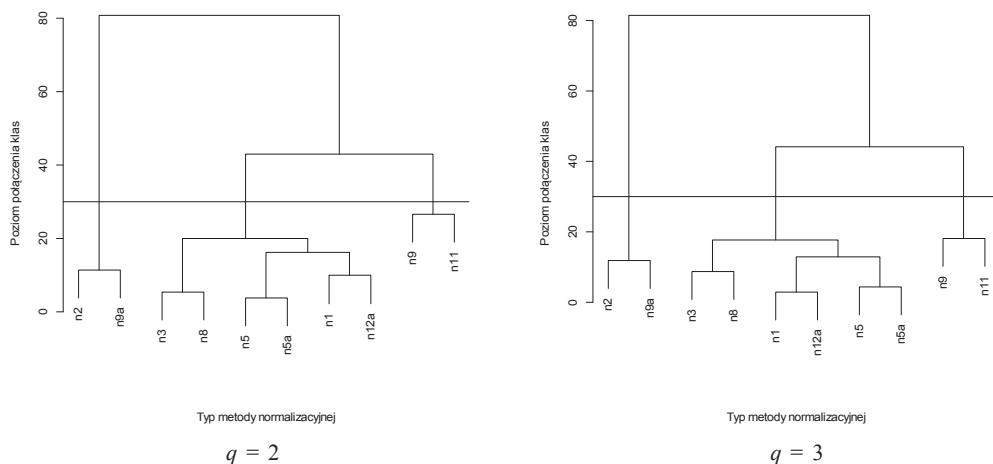 Poziom połączenia klas
80
60
40
20
0
n2
n9a
n3
n8
n5
n5a
n1
n12a
n9
n11
Typ metody normalizacyjnej
q = 2
Poziom połączenia klas
80
60
40
20
0
n2
n9a
n3
n8
n1
n12a
n5
n5a
n9
n11
Typ metody normalizacyjnej
q = 3